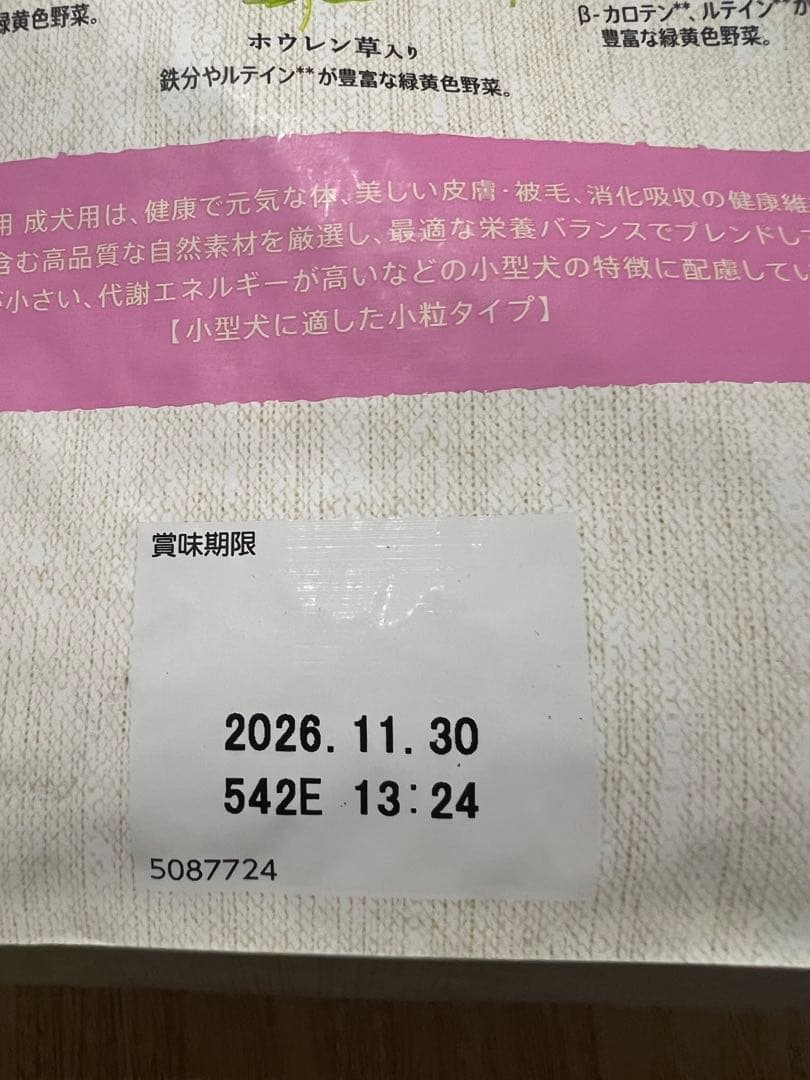 緑黄色野菜。
ホウレン草入り
鉄分やルテイン**が豊富な緑黄色野菜。
β-カロテン**、ルテイン**が
豊富な緑黄色野菜。
用 成犬用は、健康で元気な体、美しい皮膚・被毛、消化吸収の健康維
含む高品質な自然素材を厳選し、最適な栄養バランスでブレンドして
小さい、代謝エネルギーが高いなどの小型犬の特徴に配慮してい
【小型犬に適した小粒タイプ】
賞味期限
2026.11.30
542E 13:24
5087724